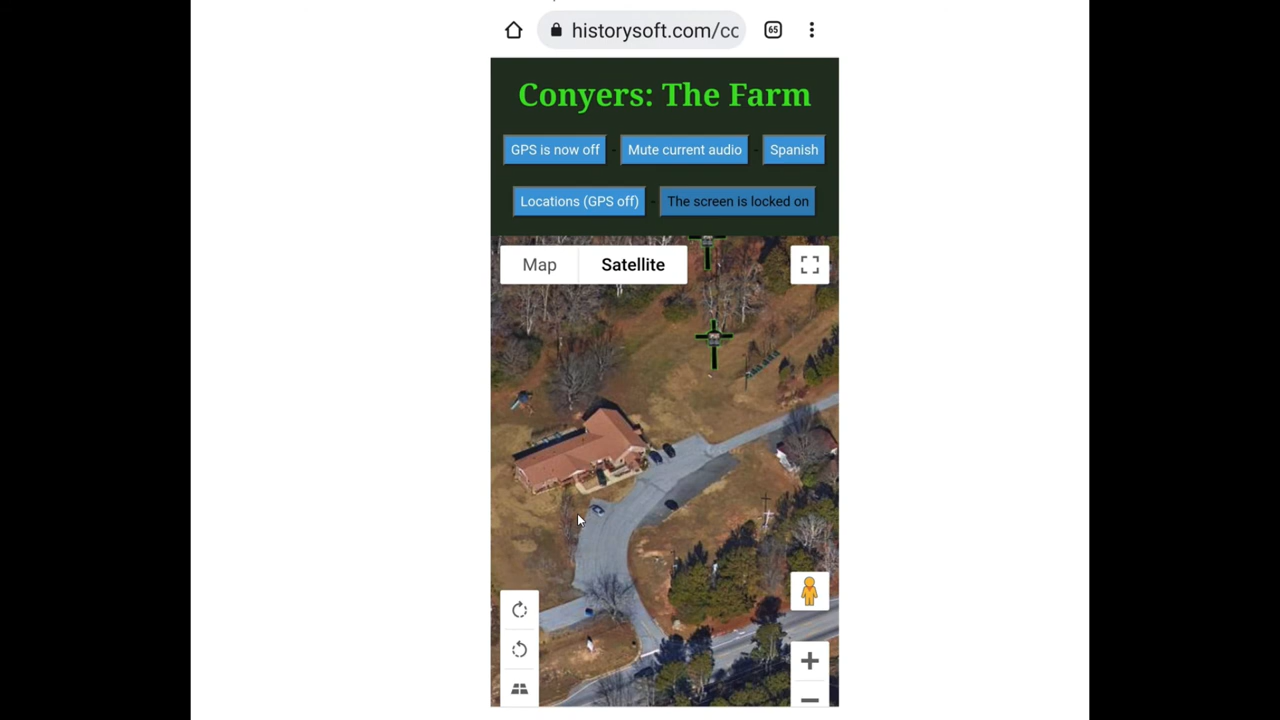 historysoft.com/cc
65
Conyers: The Farm
GPS is now off - Mute current audio - Spanish
Locations (GPS off) - The screen is locked on
Map Satellite